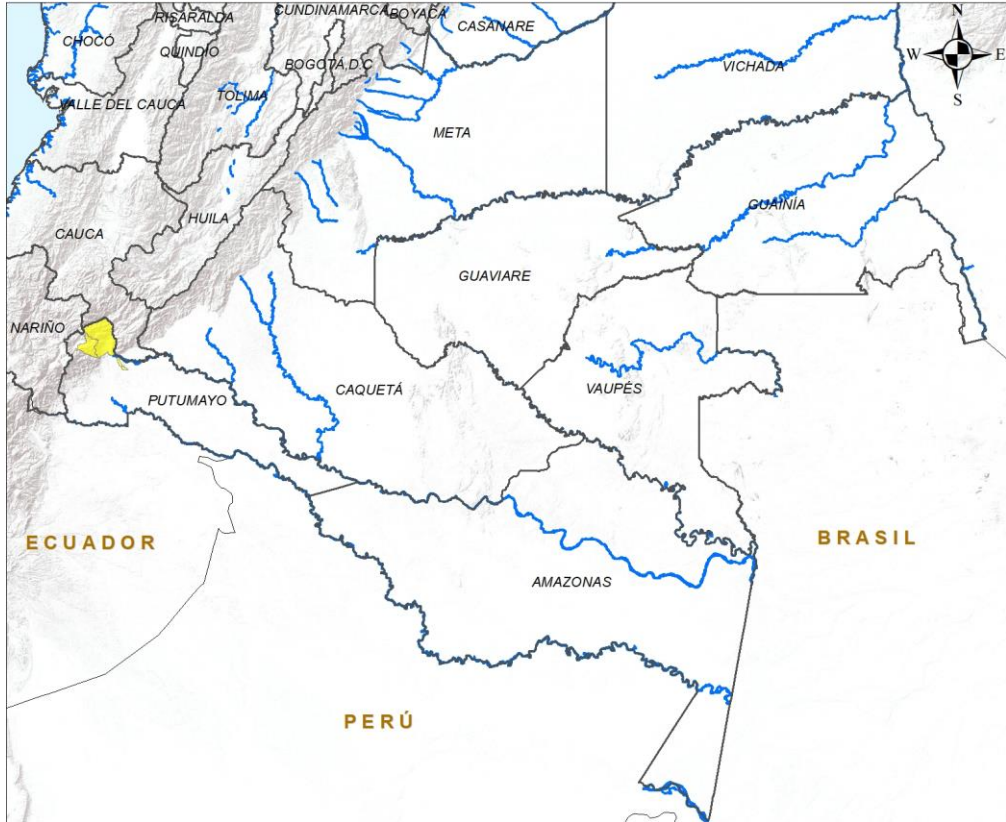 RISARALDA
CUNDINAMARCA
BOYACÁ
CASANARE
CHOCÓ
QUINDÍO
BOGOTÁ D.C
N
W
E
S
VALLE DEL CAUCA
TOLIMA
VICHADA
META
HUILA
GUAINÍA
CAUCA
GUAVIARE
NARIÑO
PUTUMAYO
CAQUETÁ
VAUPÉS
ECUADOR
BRASIL
AMAZONAS
PERÚ